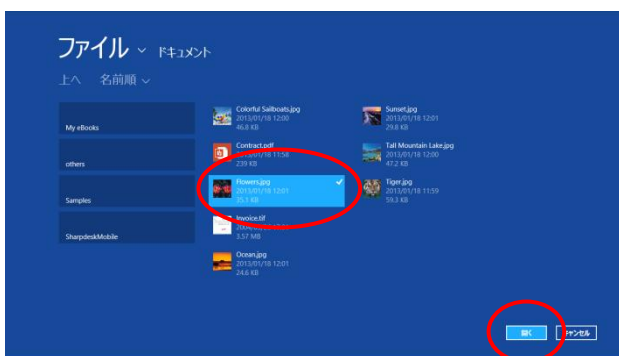 ファイル ドキュメント
上へ 名前順
My eBooks
others
Samples
SharpdeskMobile
Colorful Sailboats.jpg
2013/01/18 12:00
46.8 KB
Contract.pdf
2013/01/18 11:58
239 KB
Flowers.jpg
2013/01/18 12:01
35.1 KB
Invoice.tif
3.57 MB
Ocean.jpg
2013/01/18 12:01
24.6 KB
Sunset.jpg
2013/01/18 12:01
29.8 KB
Tall Mountain Lake.jpg
2013/01/18 12:00
47.2 KB
Tiger.jpg
2013/01/18 11:59
59.3 KB
開く キャンセル